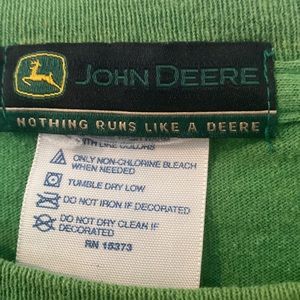 JOHN DEERE
NOTHING RUNS LIKE A DEERE
WITH LIKE COLORS
ONLY NON-CHLORINE BLEACH
WHEN NEEDED
TUMBLE DRY LOW
DO NOT IRON IF DECORATED
DO NOT DRY CLEAN IF
DECORATED
RN 15373